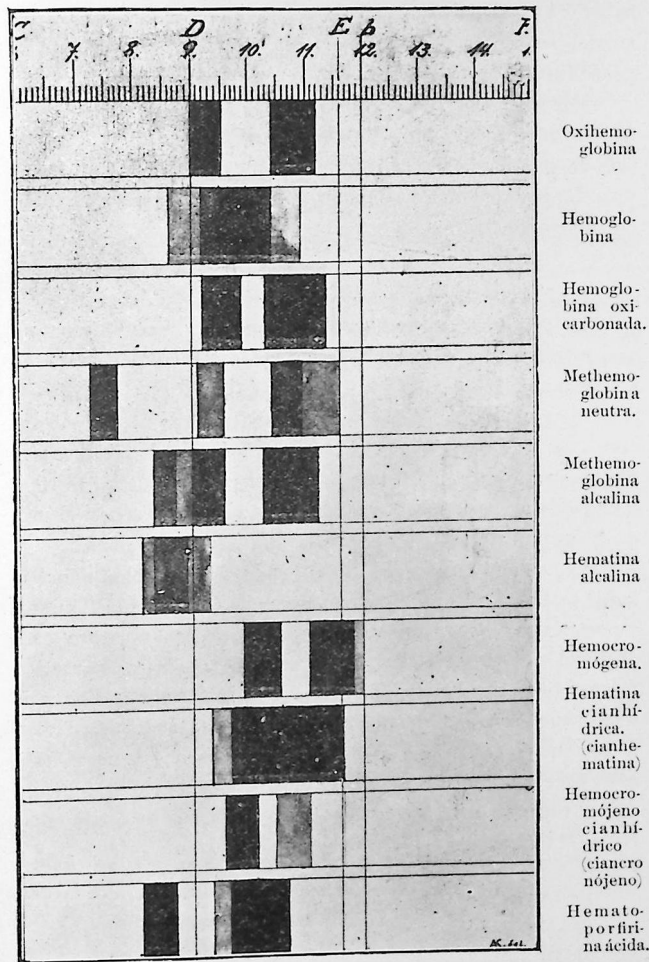 C D E b F.
7. 8. 9. 10. 11. 12. 13. 14. 1.
Oxihemo-
globina
Hemoglo-
bina
Hemoglo-
bina oxi-
carbonada.
Methemo-
globina
neutra.
Methemo-
globina
alcalina
Hematina
alcalina
Hemocro-
mógena.
Hematina
cianhí-
drica.
(cianhe-
matina)
Hemocro-
mójeno
cianhí-
drico
(ciancro
nójeno)
Hemato-
porfiri-
na ácida.